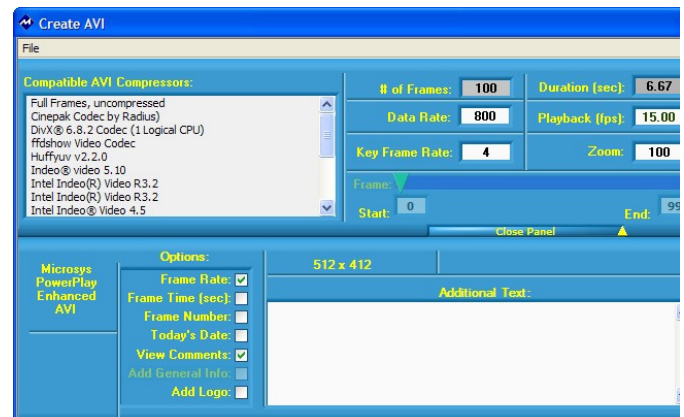 Create AVI
File
Compatible AVI Compressors:
Full Frames, uncompressed
Cinepak Codec by Radius)
DivX® 6.8.2 Codec (1 Logical CPU)
ffdshow Video Codec
Huffyuv v2.2.0
Indeo® video 5.10
Intel Indeo(R) Video R3.2
Intel Indeo(R) Video R3.2
Intel Indeo® Video 4.5
# of Frames: 100
Duration (sec): 6.67
Data Rate: 800
Playback (fps): 15.00
Key Frame Rate: 4
Zoom: 100
Frame:
Start: 0
End: 99
Close Panel
Microsys
PowerPlay
Enhanced
AVI
Options:
Frame Rate:
Frame Time (sec):
Frame Number:
Today's Date:
View Comments:
Add General Info:
Add Logo:
512 x 412
Additional Text: